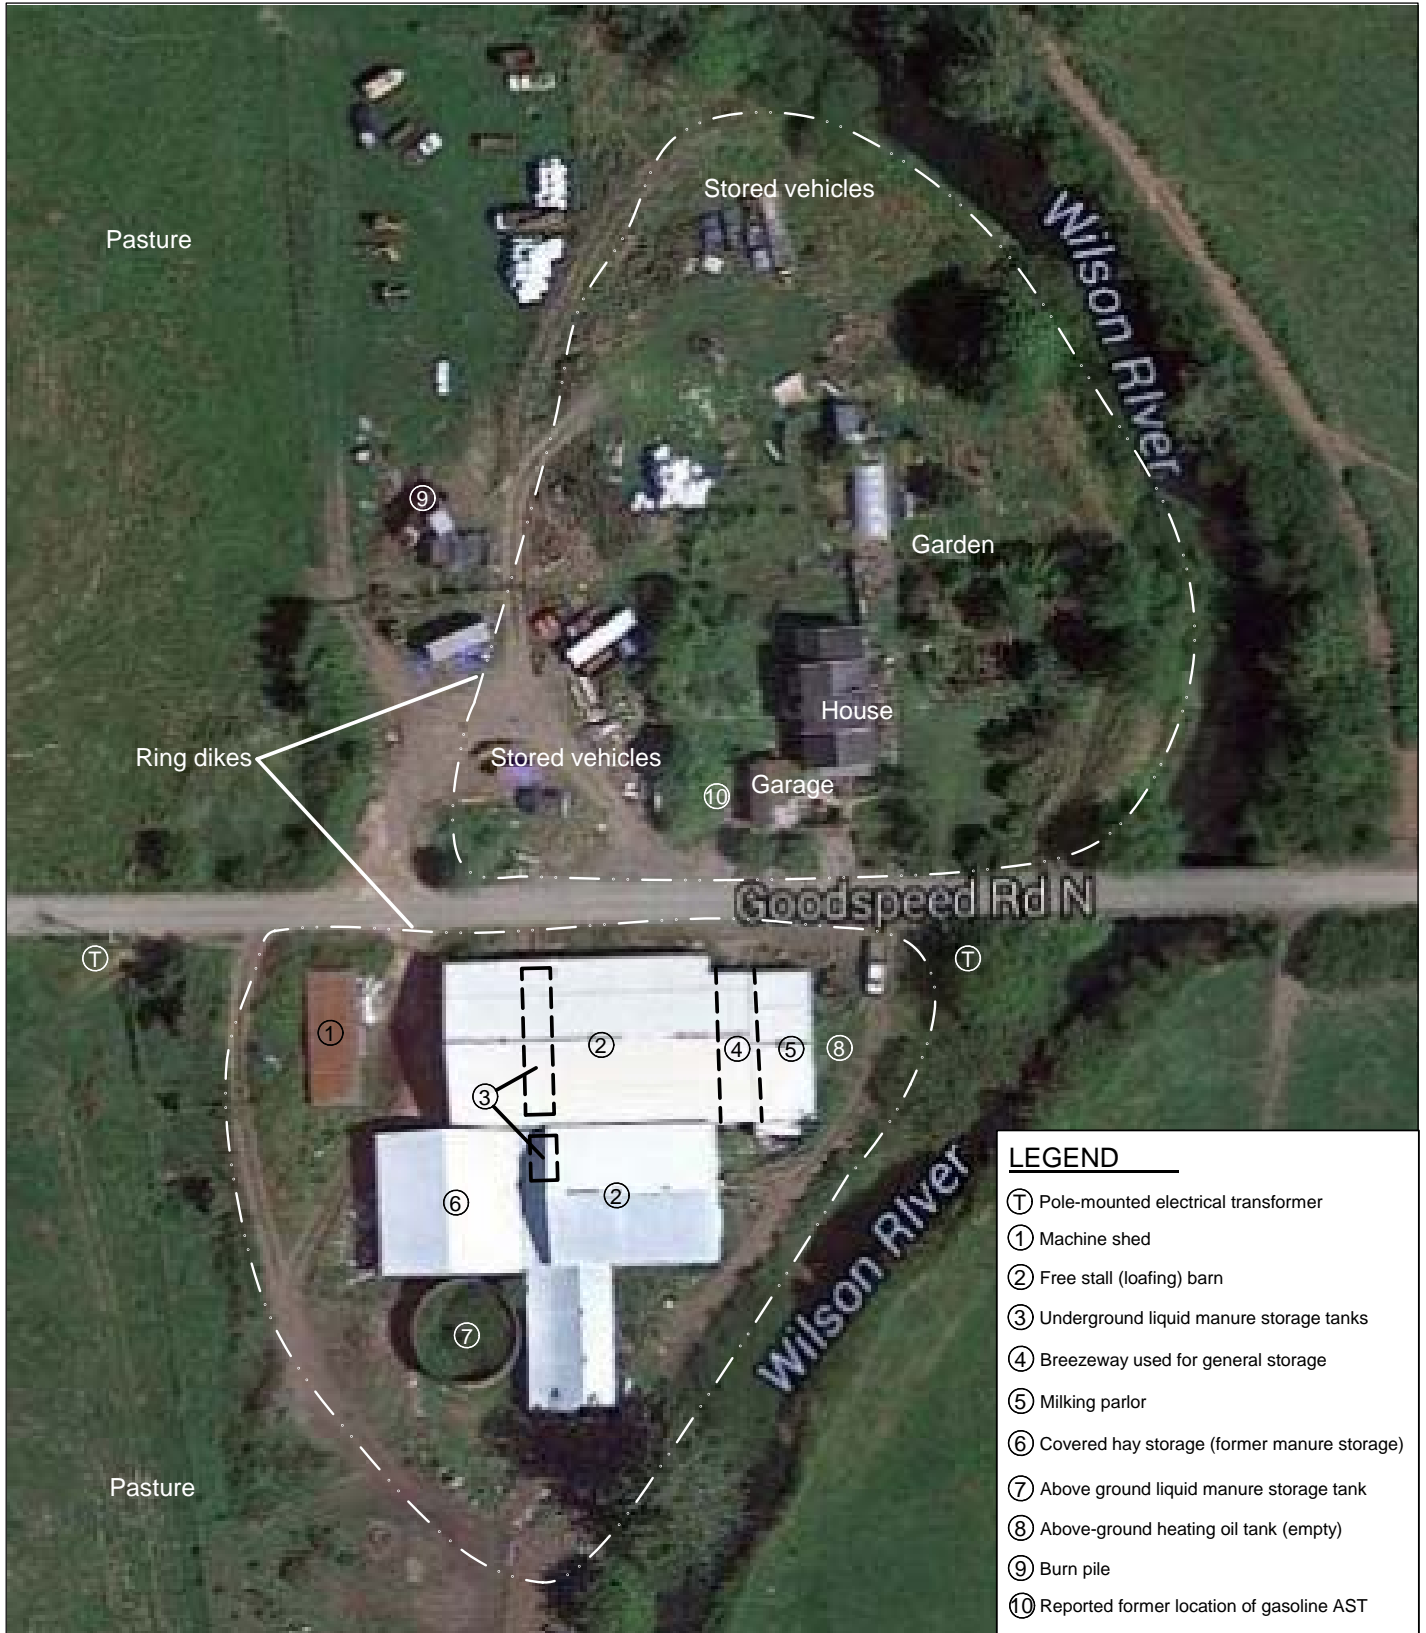 Stored vehicles
Pasture
Wilson RIver
9
Garden
House
Ring dikes
Stored vehicles
10
Garage
Goodspeed Rd N
T
T
1
2
4
5
8
3
6
2
7
Wilson RIver
Pasture
LEGEND
T Pole-mounted electrical transformer
1 Machine shed
2 Free stall (loafing) barn
3 Underground liquid manure storage tanks
4 Breezeway used for general storage
5 Milking parlor
6 Covered hay storage (former manure storage)
7 Above ground liquid manure storage tank
8 Above-ground heating oil tank (empty)
9 Burn pile
10 Reported former location of gasoline AST